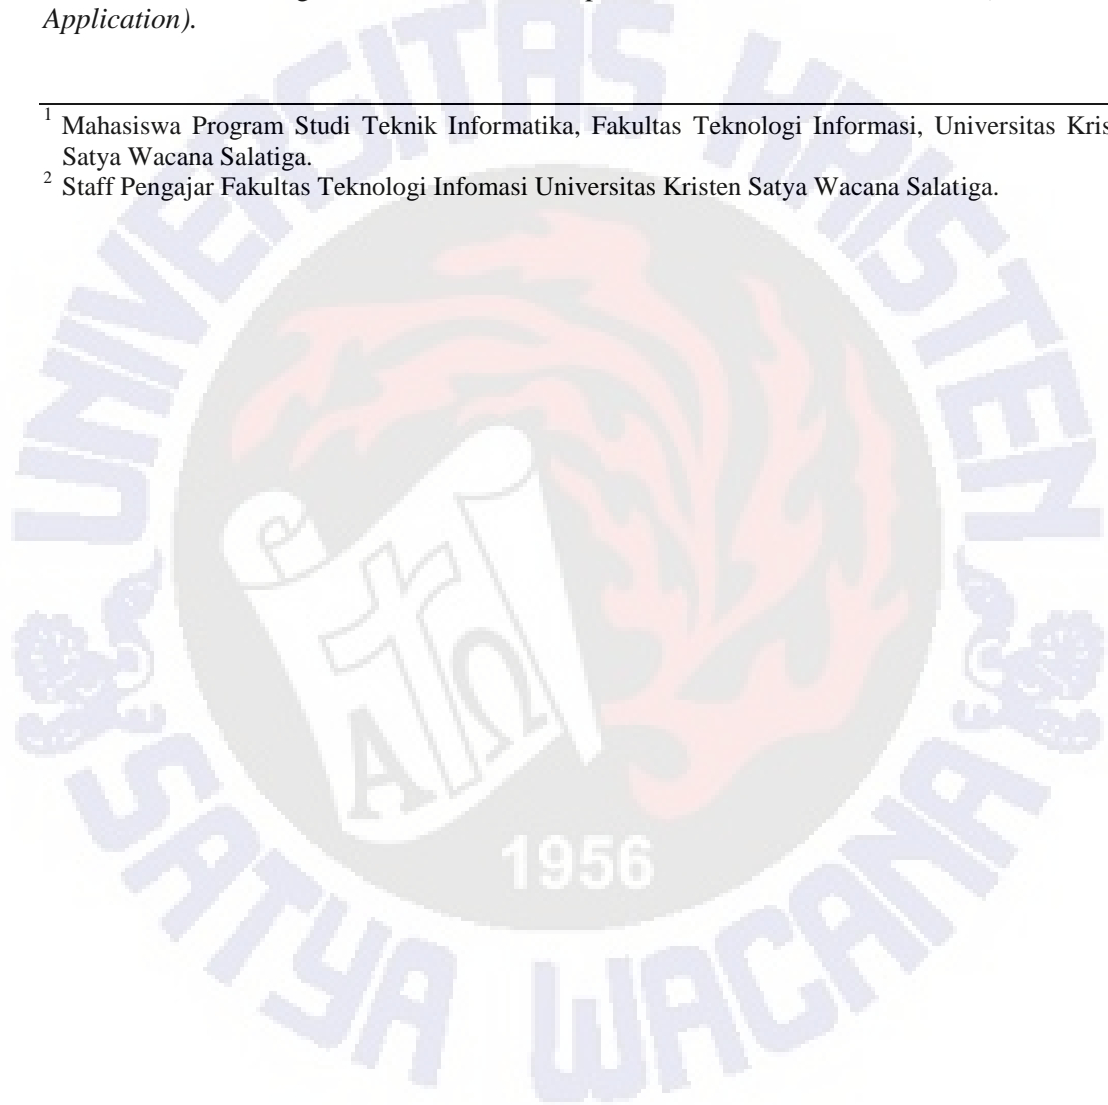 Application).
1 Mahasiswa Program Studi Teknik Informatika, Fakultas Teknologi Informasi, Universitas Kris
Satya Wacana Salatiga.
2 Staff Pengajar Fakultas Teknologi Infomasi Universitas Kristen Satya Wacana Salatiga.
UNIVERSITAS KRISTEN
Α Ω
1956
SATYA WACANA